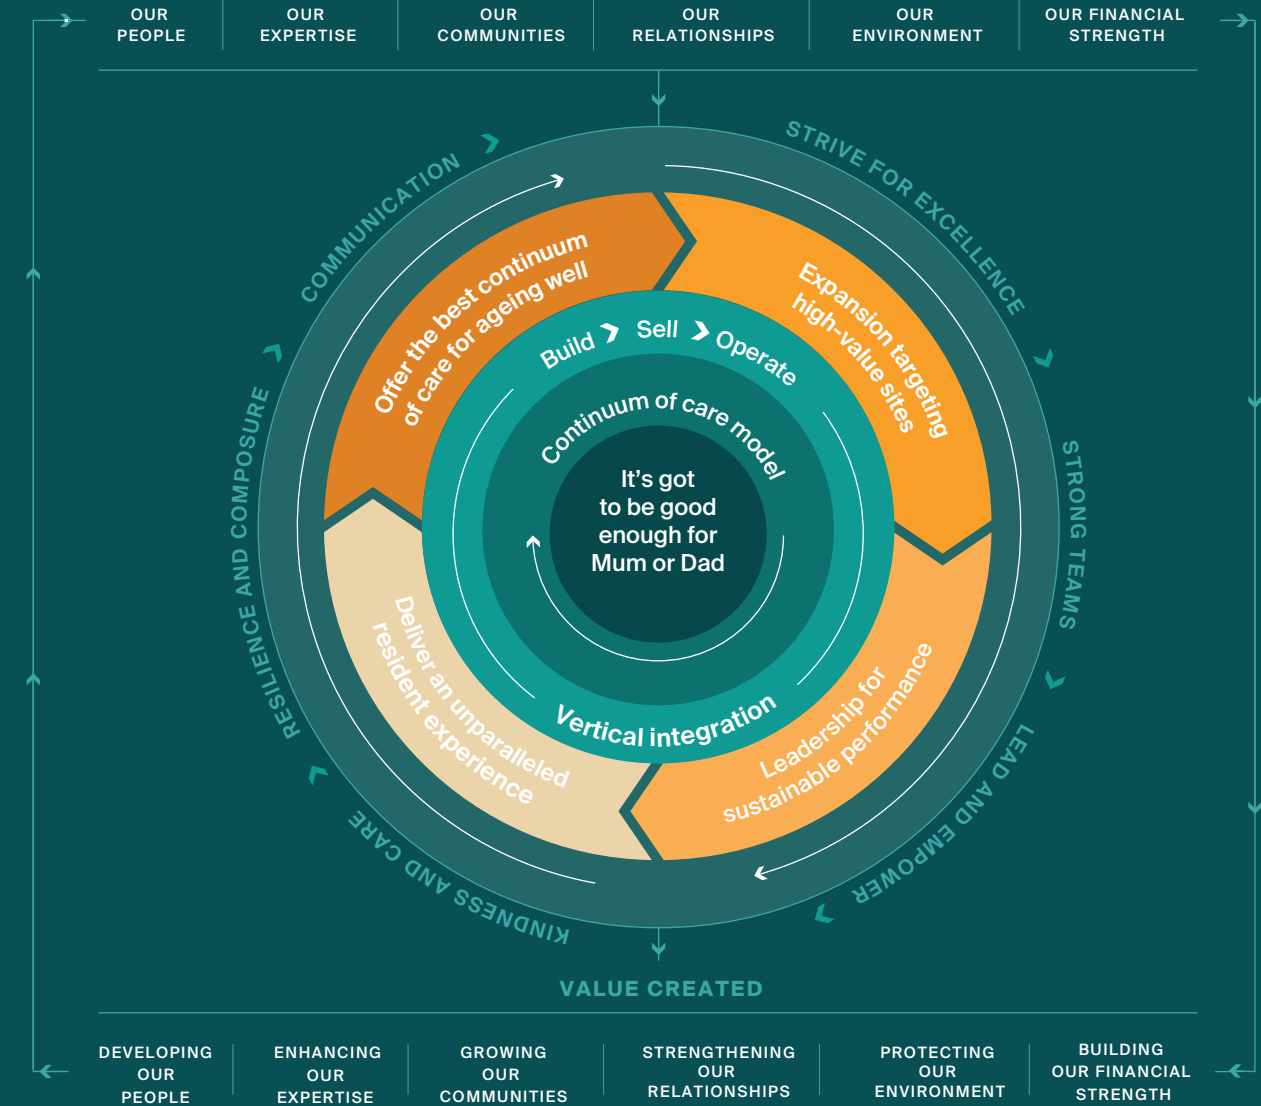 OUR
PEOPLE
OUR
EXPERTISE
OUR
COMMUNITIES
OUR
RELATIONSHIPS
OUR
ENVIRONMENT
OUR FINANCIAL
STRENGTH
STRIVE FOR EXCELLENCE
STRONG TEAMS
LEAD AND EMPOWER
KINDNESS AND CARE
RESILIENCE AND COMPOSURE
COMMUNICATION
Offer the best continuum
of care for ageing well
Expansion targeting
high-value sites
Leadership for
sustainable performance
Deliver an unparalleled
resident experience
Build Sell Operate
Vertical integration
Continuum of care model
It’s got
to be good
enough for
Mum or Dad
VALUE CREATED
DEVELOPING
OUR
PEOPLE
ENHANCING
OUR
EXPERTISE
GROWING
OUR
COMMUNITIES
STRENGTHENING
OUR
RELATIONSHIPS
PROTECTING
OUR
ENVIRONMENT
BUILDING
OUR FINANCIAL
STRENGTH